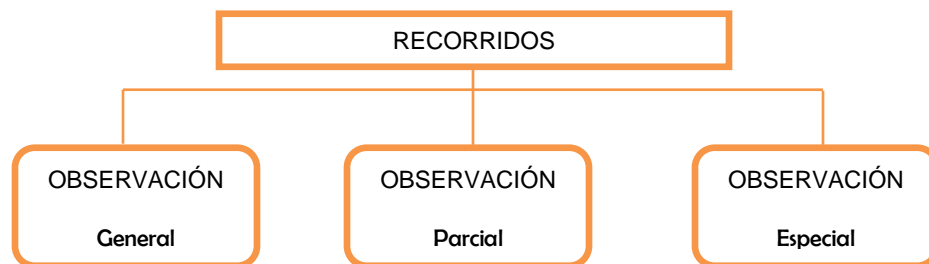 RECORRIDOS
OBSERVACIÓN
General
OBSERVACIÓN
Parcial
OBSERVACIÓN
Especial